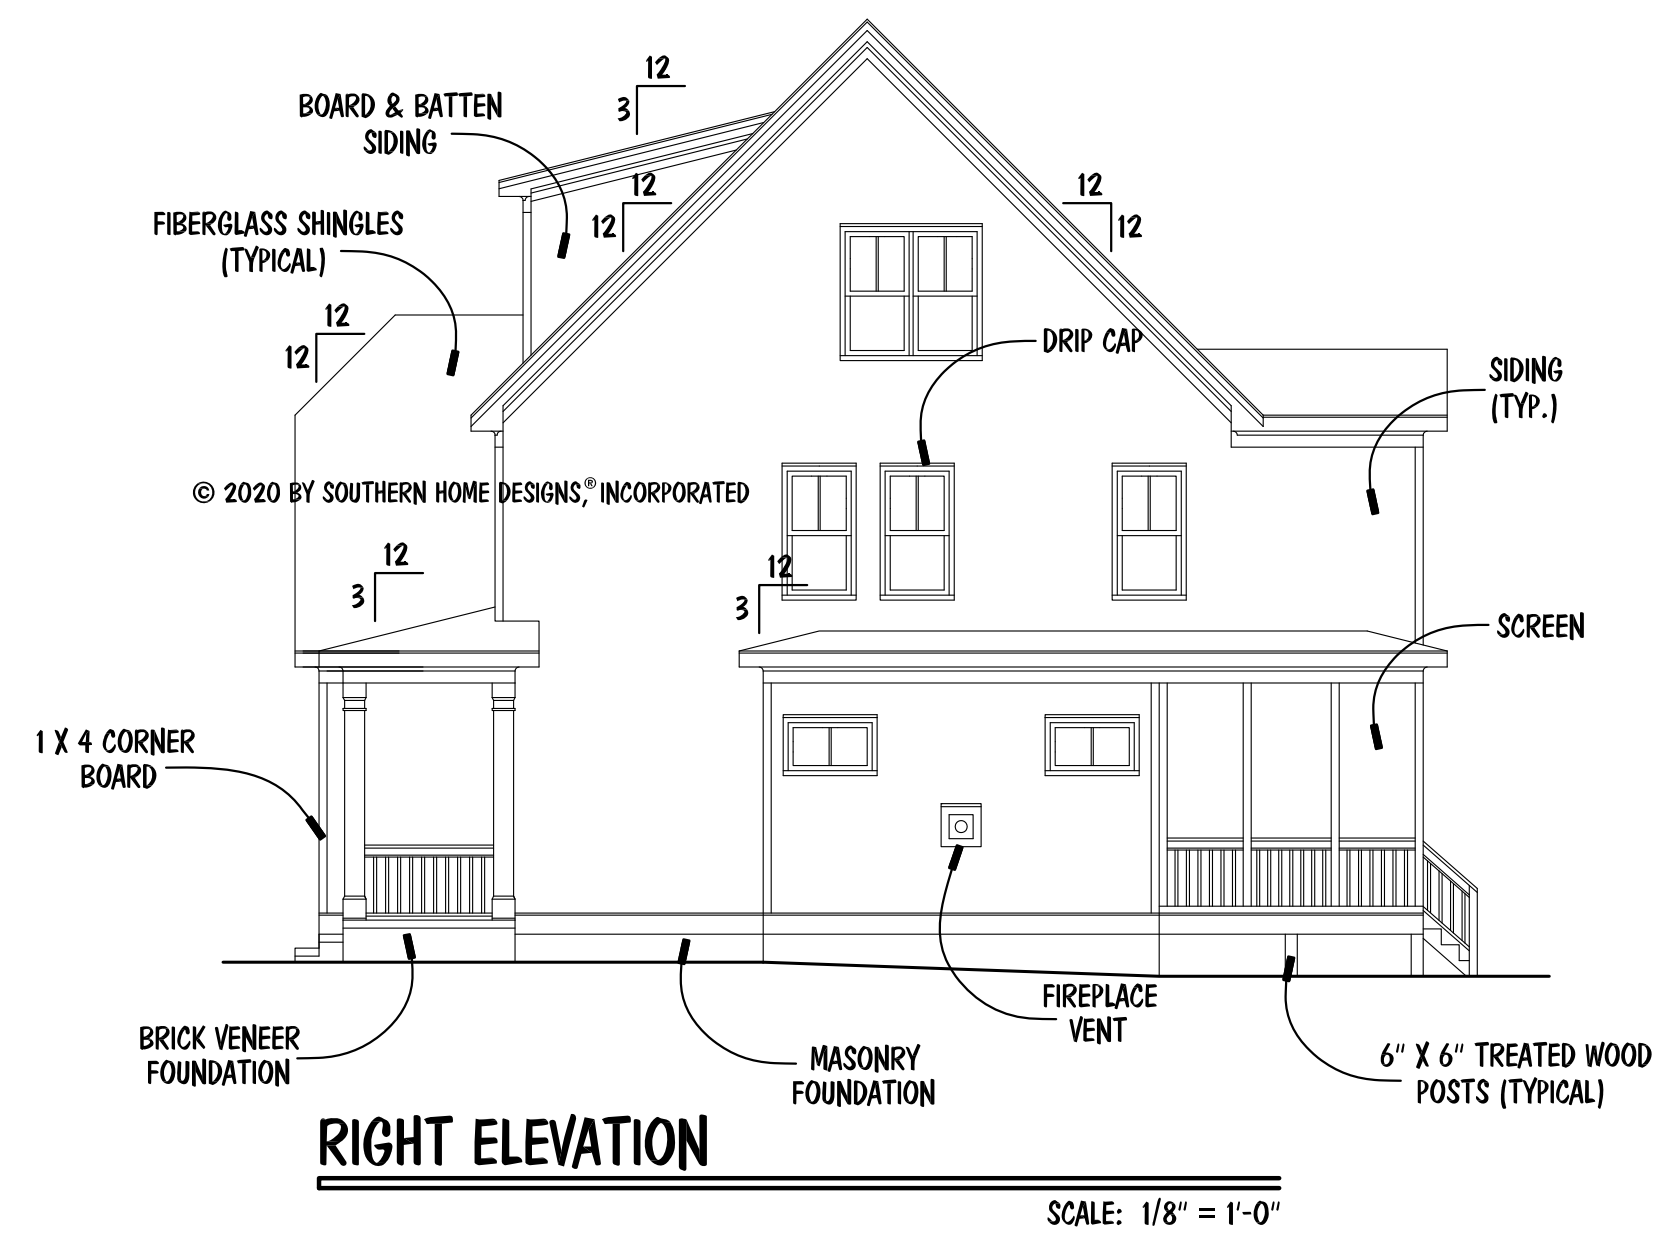 12
3
BOARD & BATTEN
SIDING
12
12
12
12
FIBERGLASS SHINGLES
(TYPICAL)
12
12
DRIP CAP
SIDING
(TYP.)
© 2020 BY SOUTHERN HOME DESIGNS,® INCORPORATED
12
3
12
3
SCREEN
1 X 4 CORNER
BOARD
FIREPLACE
VENT
BRICK VENEER
FOUNDATION
MASONRY
FOUNDATION
6" X 6" TREATED WOOD
POSTS (TYPICAL)
RIGHT ELEVATION
SCALE: 1/8" = 1'-0"